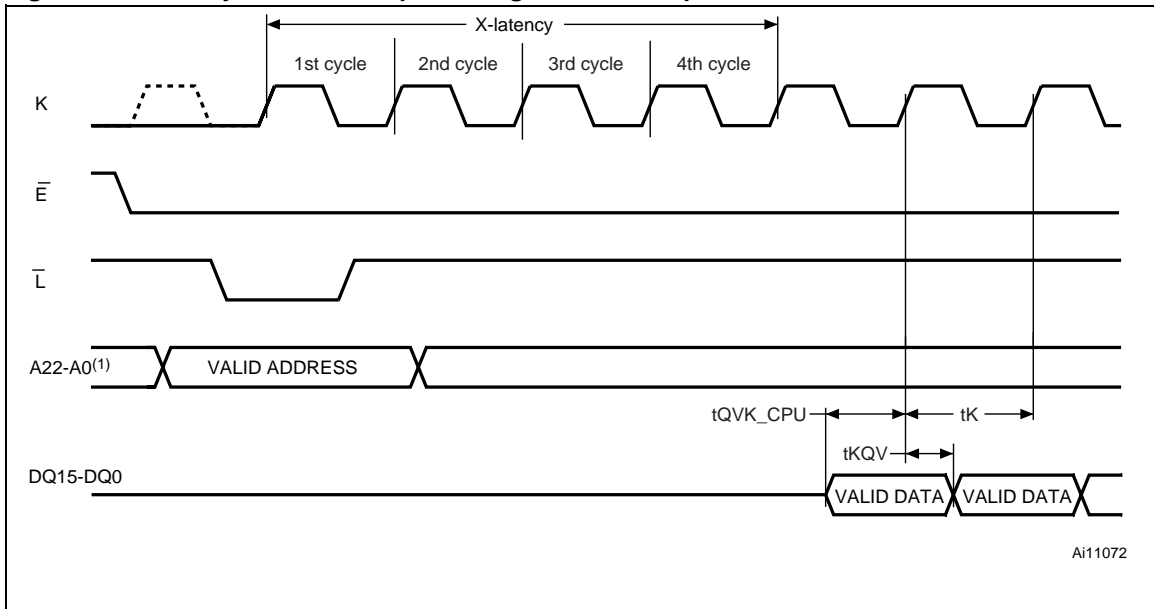 X-latency
1st cycle 2nd cycle 3rd cycle 4th cycle
K
E
L
A22-A0(1) VALID ADDRESS
tQVK_CPU tK
tKQV
DQ15-DQ0 VALID DATA VALID DATA
Ai11072